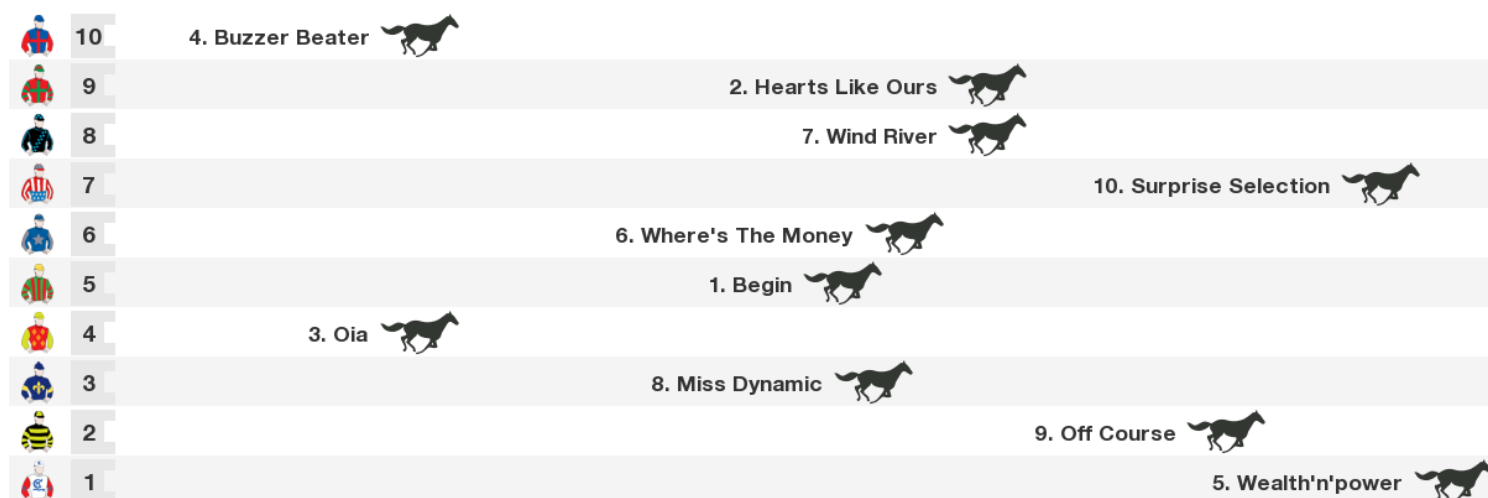 10 4. Buzzer Beater
9 2. Hearts Like Ours
8 7. Wind River
7 10. Surprise Selection
6 6. Where's The Money
5 1. Begin
4 3. Oia
3 8. Miss Dynamic
2 9. Off Course
1 5. Wealth'n'power